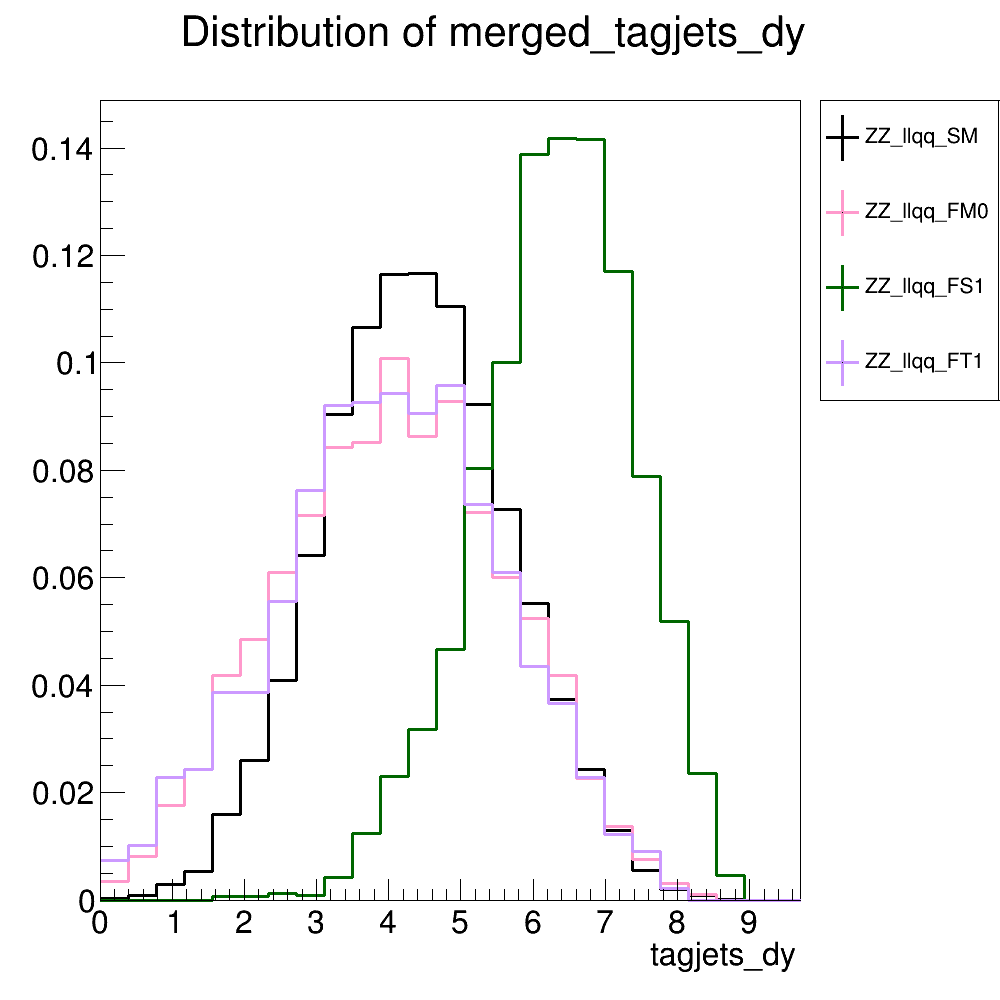 Distribution of merged_tagjets_dy
0.14
0.12
0.1
0.08
0.06
0.04
0.02
0
0 1 2 3 4 5 6 7 8 9
tagjets_dy
ZZ_llqq_SM
ZZ_llqq_FM0
ZZ_llqq_FS1
ZZ_llqq_FT1